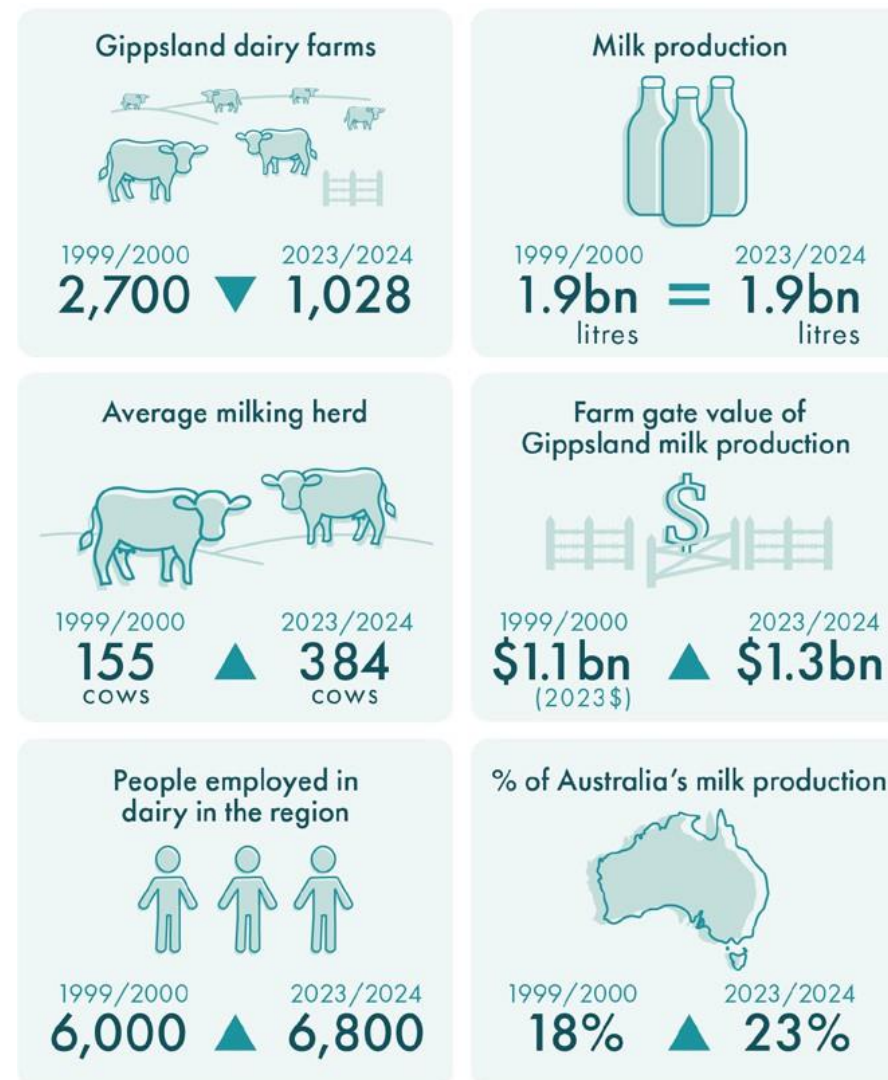 Gippsland dairy farms
1999/2000 2023/2024
2,700 ▼ 1,028
Milk production
1999/2000 2023/2024
1.9bn = 1.9bn
litres litres
Average milking herd
1999/2000 2023/2024
155 ▲ 384
cows cows
Farm gate value of
Gippsland milk production
$
1999/2000 2023/2024
$1.1bn ▲ $1.3bn
(2023$)
People employed in
dairy in the region
1999/2000 2023/2024
6,000 ▲ 6,800
% of Australia's milk production
1999/2000 2023/2024
18% ▲ 23%